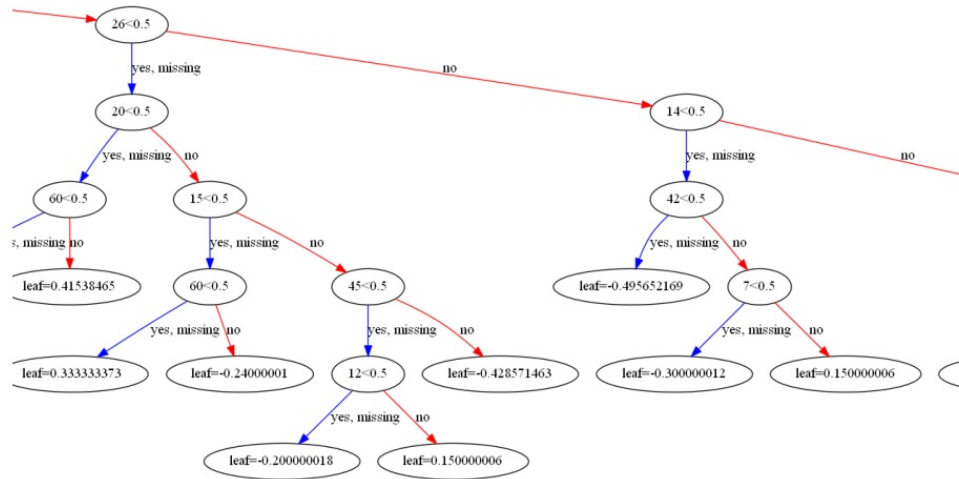 26<0.5
yes, missing
no
20<0.5
14<0.5
yes, missing
no
yes, missing
no
60<0.5
15<0.5
42<0.5
s, missing
no
yes, missing
no
yes, missing
no
leaf=0.41538465
60<0.5
45<0.5
leaf=-0.495652169
7<0.5
yes, missing
no
yes, missing
no
yes, missing
no
leaf=0.333333373
leaf=-0.24000001
12<0.5
leaf=-0.428571463
leaf=-0.300000012
leaf=0.150000006
yes, missing
no
leaf=-0.200000018
leaf=0.150000006